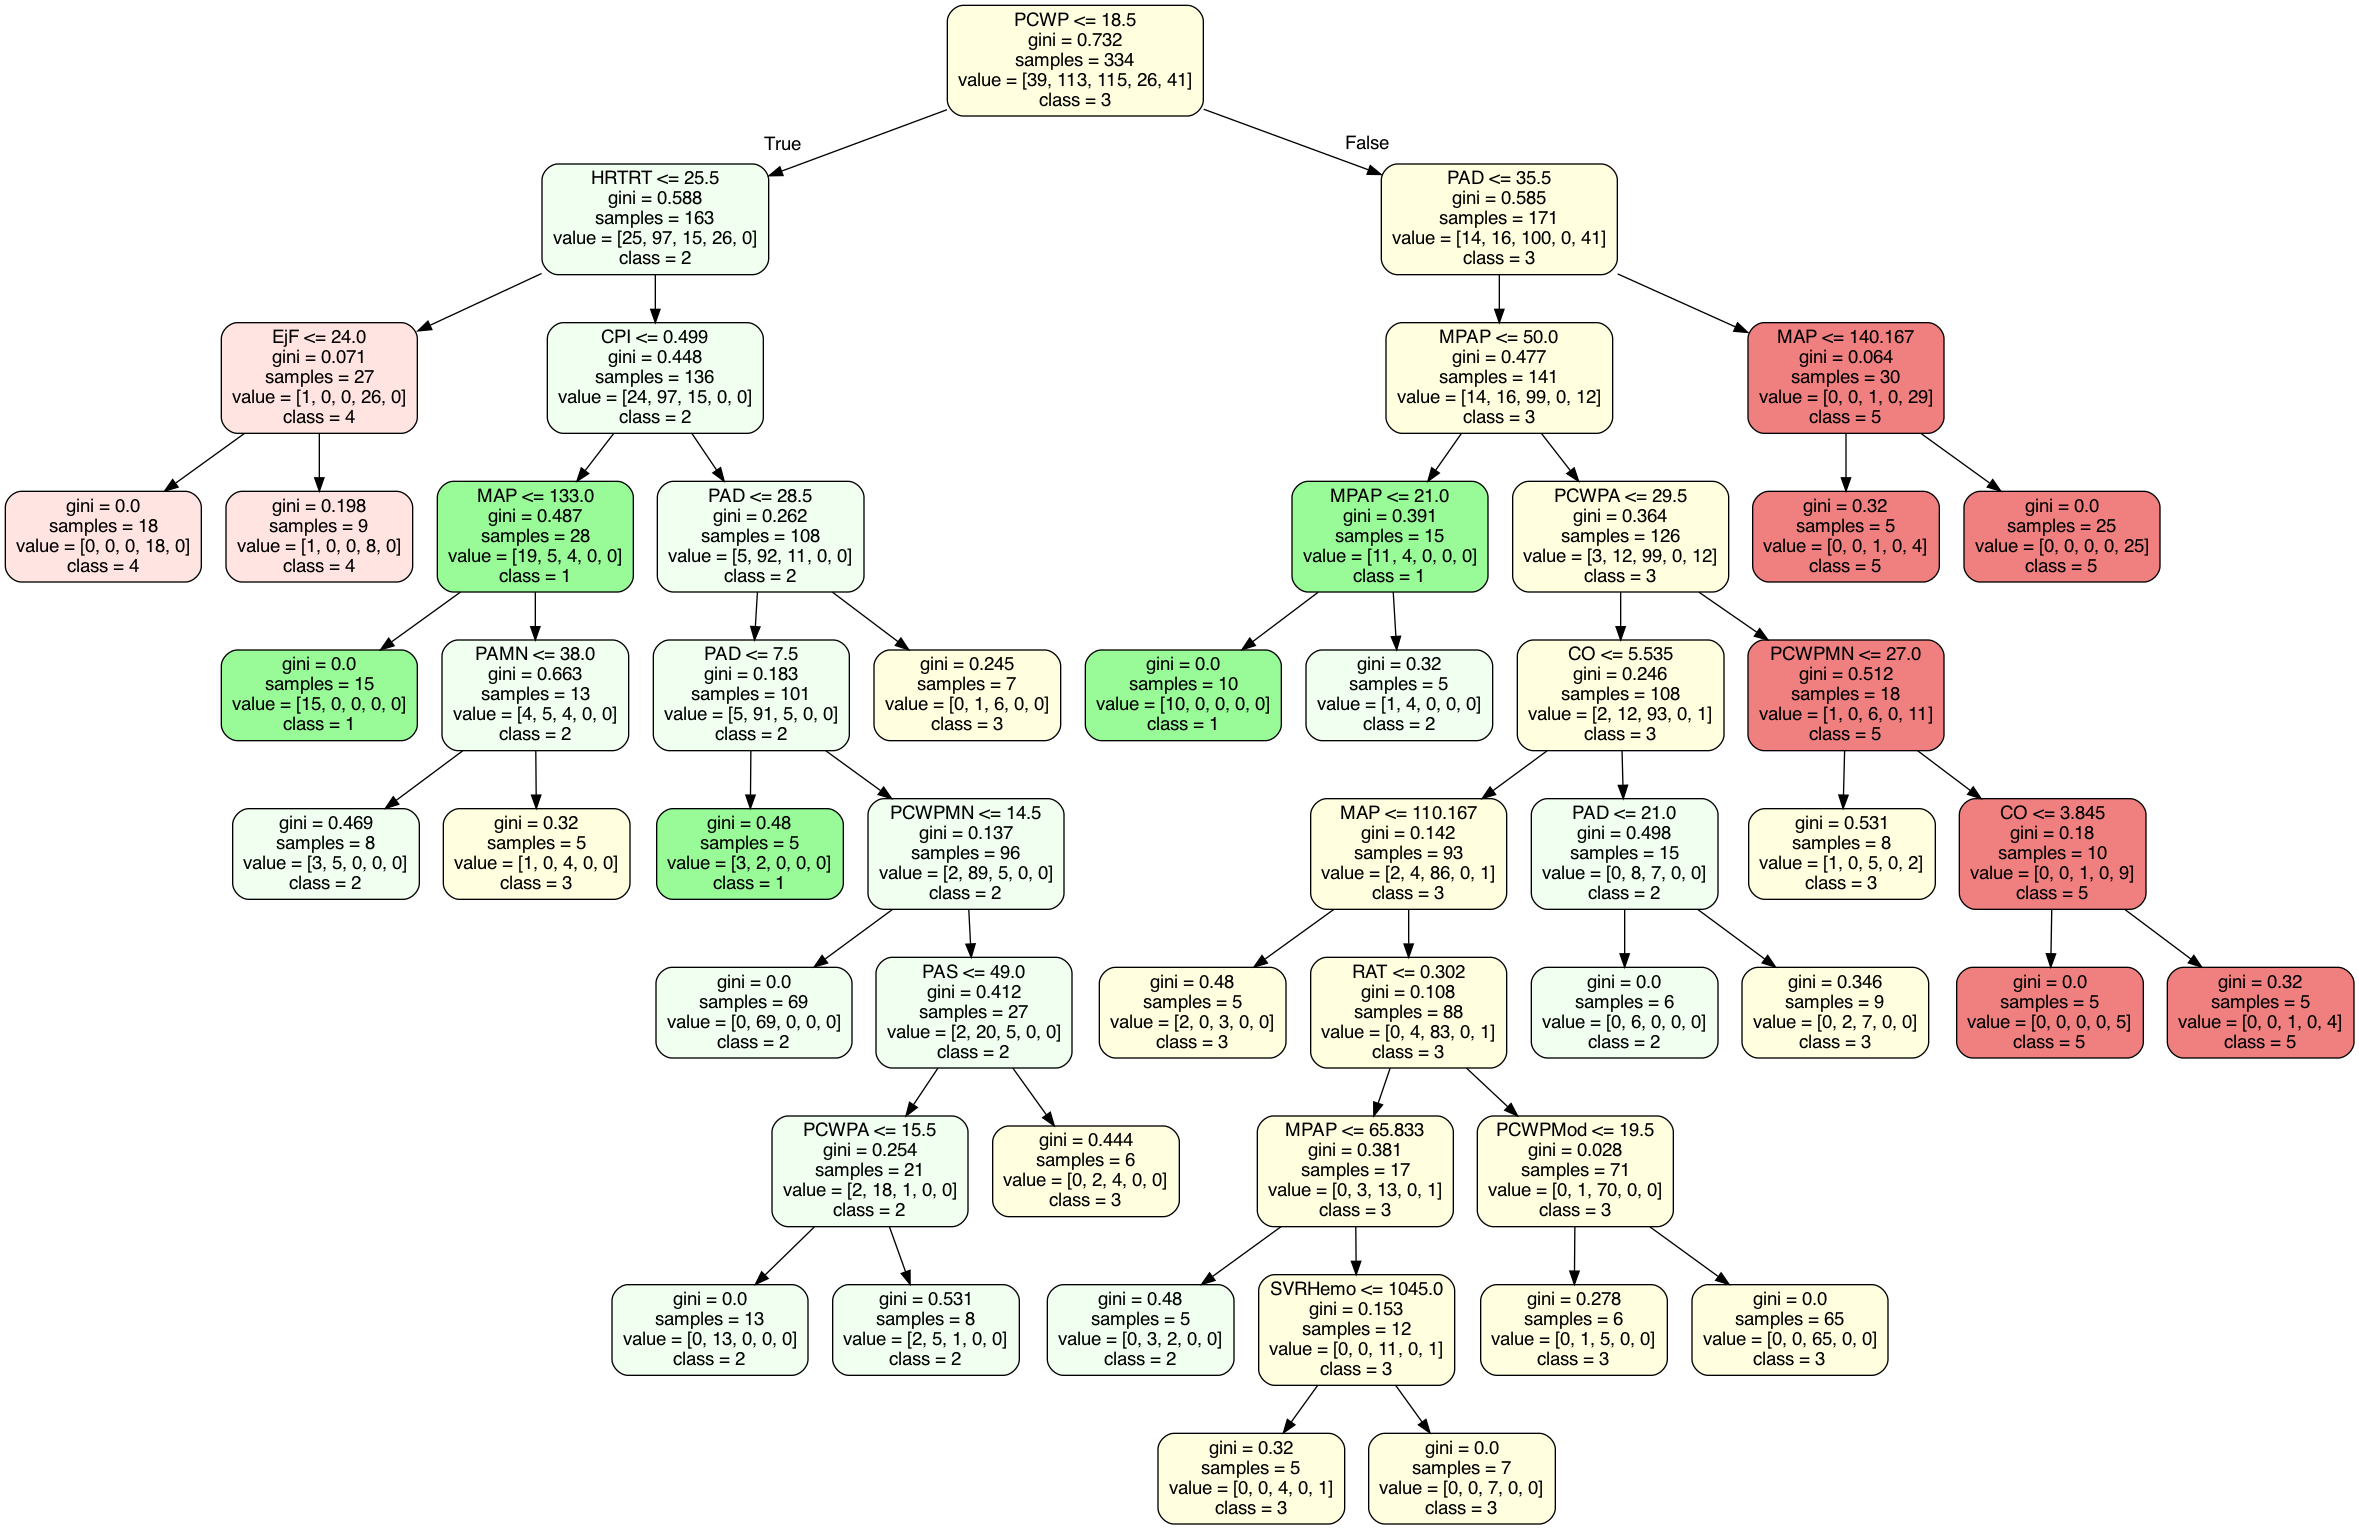 PCWP <= 18.5
gini = 0.732
samples = 334
value = [39, 113, 115, 26, 41]
class = 3
True
False
HRTRT <= 25.5
gini = 0.588
samples = 163
value = [25, 97, 15, 26, 0]
class = 2
PAD <= 35.5
gini = 0.585
samples = 171
value = [14, 16, 100, 0, 41]
class = 3
EjF <= 24.0
gini = 0.071
samples = 27
value = [1, 0, 0, 26, 0]
class = 4
CPI <= 0.499
gini = 0.448
samples = 136
value = [24, 97, 15, 0, 0]
class = 2
MPAP <= 50.0
gini = 0.477
samples = 141
value = [14, 16, 99, 0, 12]
class = 3
MAP <= 140.167
gini = 0.064
samples = 30
value = [0, 0, 1, 0, 29]
class = 5
gini = 0.0
samples = 18
value = [0, 0, 0, 18, 0]
class = 4
gini = 0.198
samples = 9
value = [1, 0, 0, 8, 0]
class = 4
MAP <= 133.0
gini = 0.487
samples = 28
value = [19, 5, 4, 0, 0]
class = 1
PAD <= 28.5
gini = 0.262
samples = 108
value = [5, 92, 11, 0, 0]
class = 2
MPAP <= 21.0
gini = 0.391
samples = 15
value = [11, 4, 0, 0, 0]
class = 1
PCWPA <= 29.5
gini = 0.364
samples = 126
value = [3, 12, 99, 0, 12]
class = 3
gini = 0.32
samples = 5
value = [0, 0, 1, 0, 4]
class = 5
gini = 0.0
samples = 25
value = [0, 0, 0, 0, 25]
class = 5
gini = 0.0
samples = 15
value = [15, 0, 0, 0, 0]
class = 1
PAMN <= 38.0
gini = 0.663
samples = 13
value = [4, 5, 4, 0, 0]
class = 2
PAD <= 7.5
gini = 0.183
samples = 101
value = [5, 91, 5, 0, 0]
class = 2
gini = 0.245
samples = 7
value = [0, 1, 6, 0, 0]
class = 3
gini = 0.0
samples = 10
value = [10, 0, 0, 0, 0]
class = 1
gini = 0.32
samples = 5
value = [1, 4, 0, 0, 0]
class = 2
CO <= 5.535
gini = 0.246
samples = 108
value = [2, 12, 93, 0, 1]
class = 3
PCWPMN <= 27.0
gini = 0.512
samples = 18
value = [1, 0, 6, 0, 11]
class = 5
gini = 0.469
samples = 8
value = [3, 5, 0, 0, 0]
class = 2
gini = 0.32
samples = 5
value = [1, 0, 4, 0, 0]
class = 3
gini = 0.48
samples = 5
value = [3, 2, 0, 0, 0]
class = 1
PCWPMN <= 14.5
gini = 0.137
samples = 96
value = [2, 89, 5, 0, 0]
class = 2
MAP <= 110.167
gini = 0.142
samples = 93
value = [2, 4, 86, 0, 1]
class = 3
PAD <= 21.0
gini = 0.498
samples = 15
value = [0, 8, 7, 0, 0]
class = 2
gini = 0.531
samples = 8
value = [1, 0, 5, 0, 2]
class = 3
CO <= 3.845
gini = 0.18
samples = 10
value = [0, 0, 1, 0, 9]
class = 5
gini = 0.0
samples = 69
value = [0, 69, 0, 0, 0]
class = 2
PAS <= 49.0
gini = 0.412
samples = 27
value = [2, 20, 5, 0, 0]
class = 2
gini = 0.48
samples = 5
value = [2, 0, 3, 0, 0]
class = 3
RAT <= 0.302
gini = 0.108
samples = 88
value = [0, 4, 83, 0, 1]
class = 3
gini = 0.0
samples = 6
value = [0, 6, 0, 0, 0]
class = 2
gini = 0.346
samples = 9
value = [0, 2, 7, 0, 0]
class = 3
gini = 0.0
samples = 5
value = [0, 0, 0, 0, 5]
class = 5
gini = 0.32
samples = 5
value = [0, 0, 1, 0, 4]
class = 5
PCWPA <= 15.5
gini = 0.254
samples = 21
value = [2, 18, 1, 0, 0]
class = 2
gini = 0.444
samples = 6
value = [0, 2, 4, 0, 0]
class = 3
MPAP <= 65.833
gini = 0.381
samples = 17
value = [0, 3, 13, 0, 1]
class = 3
PCWPMod <= 19.5
gini = 0.028
samples = 71
value = [0, 1, 70, 0, 0]
class = 3
gini = 0.0
samples = 13
value = [0, 13, 0, 0, 0]
class = 2
gini = 0.531
samples = 8
value = [2, 5, 1, 0, 0]
class = 2
gini = 0.48
samples = 5
value = [0, 3, 2, 0, 0]
class = 2
SVRHemo <= 1045.0
gini = 0.153
samples = 12
value = [0, 0, 11, 0, 1]
class = 3
gini = 0.278
samples = 6
value = [0, 1, 5, 0, 0]
class = 3
gini = 0.0
samples = 65
value = [0, 0, 65, 0, 0]
class = 3
gini = 0.32
samples = 5
value = [0, 0, 4, 0, 1]
class = 3
gini = 0.0
samples = 7
value = [0, 0, 7, 0, 0]
class = 3